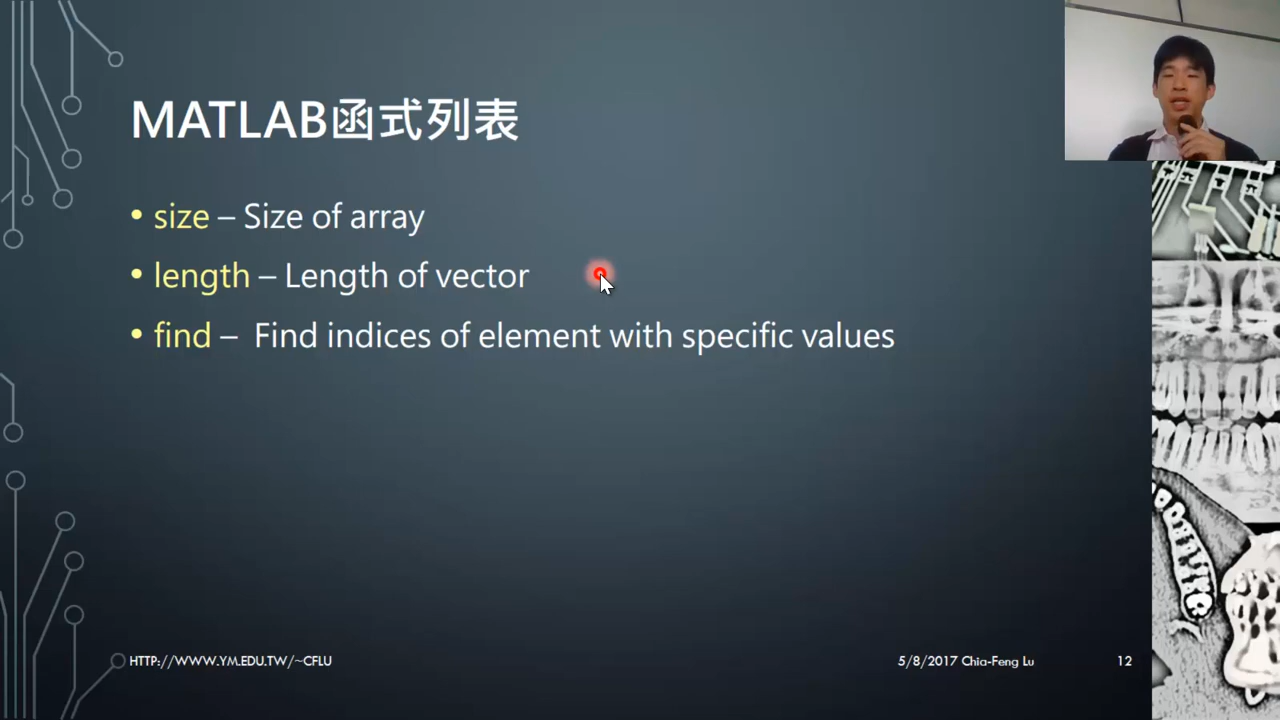 MATLAB函式列表
• size – Size of array
• length – Length of vector
• find – Find indices of element with specific values
HTTP://WWW.YM.EDU.TW/~CFLU
5/8/2017 Chia-Feng Lu
12